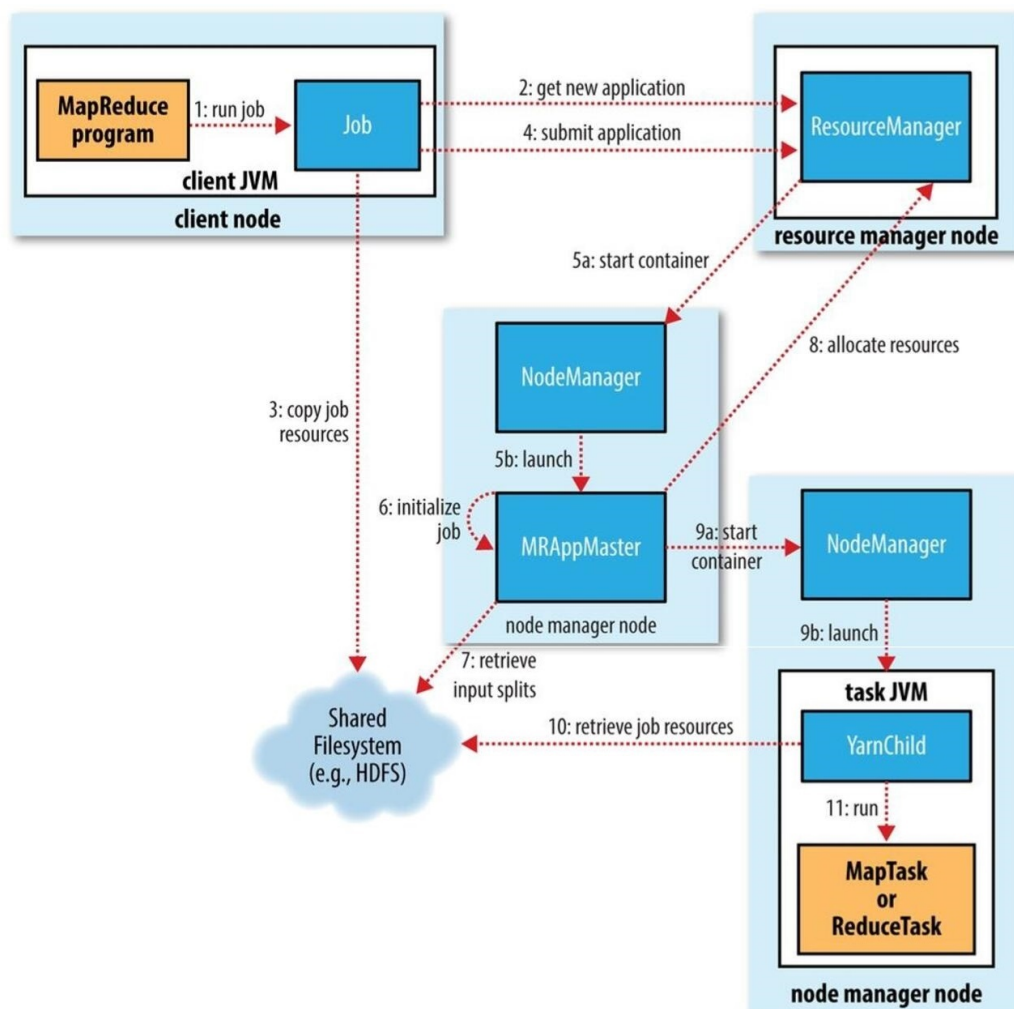 MapReduce
program
1: run job
Job
client JVM
client node
2: get new application
4: submit application
ResourceManager
resource manager node
5a: start container
8: allocate resources
3: copy job
resources
NodeManager
5b: launch
6: initialize
job
MRAppMaster
node manager node
9a: start
container
NodeManager
9b: launch
7: retrieve
input splits
Shared
Filesystem
(e.g., HDFS)
10: retrieve job resources
task JVM
YarnChild
11: run
MapTask
or
ReduceTask
node manager node